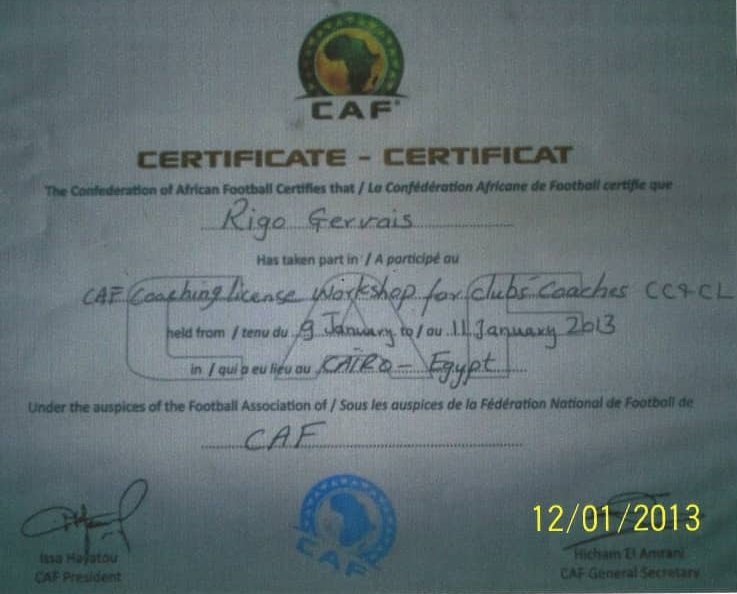 CAF
CERTIFICATE - CERTIFICAT
The Confederation of African Football Certifies that / La Confédération Africane de Football certifie que
Rigo Gervais
Has taken part in / A participé au
CAF Coaching license Workshop for clubs Coaches CC&CL
held from / tenu du 9 January to / au 11 January 2013
in / qui a eu lieu au CAÏRO - Egypt
Under the auspices of the Football Association of / Sous les auspices de la Fédération National de Football de
CAF
CAF
12/01/2013
Issa Hayatou
CAF President
Hicham El Amrani
CAF General Secretary